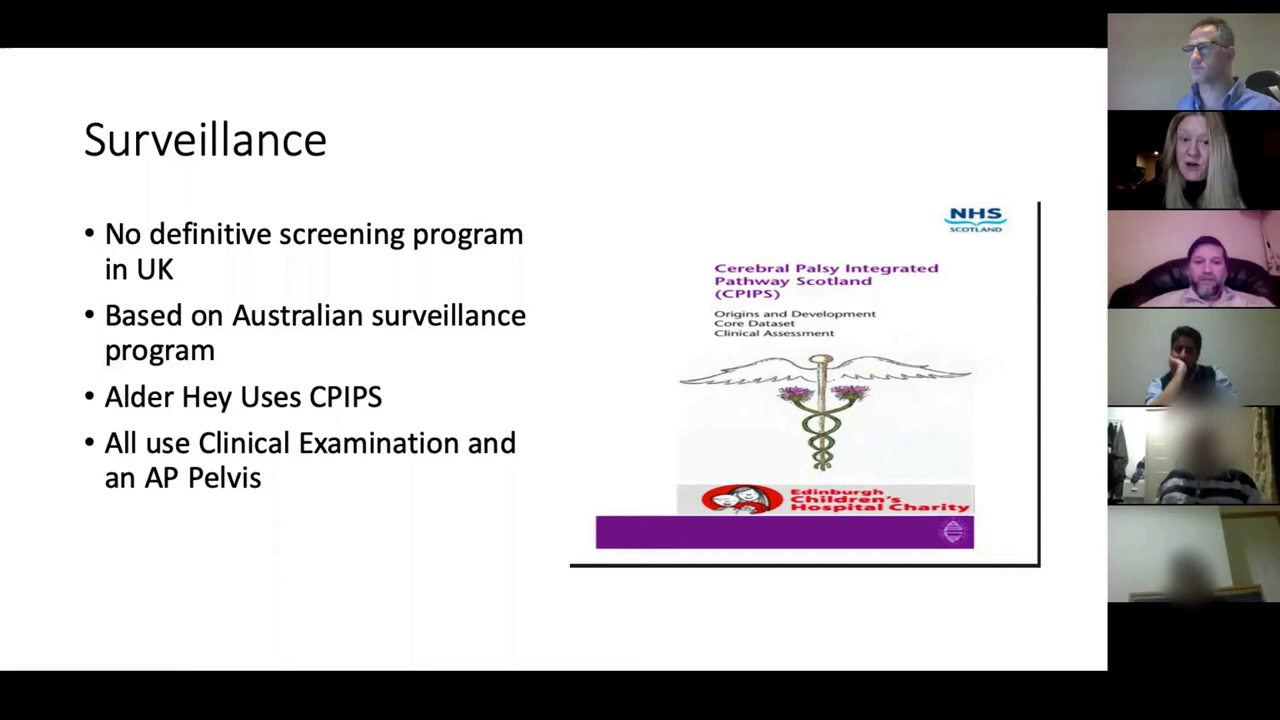 Surveillance
• No definitive screening program
in UK
• Based on Australian surveillance
program
• Alder Hey Uses CPIPS
• All use Clinical Examination and
an AP Pelvis
NHS
SCOTLAND
Cerebral Palsy Integrated
Pathway Scotland
(CPIPS)
Origins and Development
Core Dataset
Clinical Assessment
Edinburgh
Children's
Hospital Charity